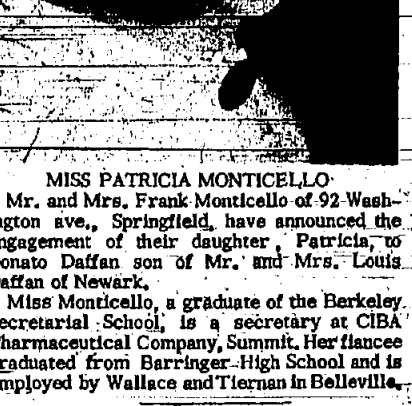 MISS PATRICIA MONTICELLO
Mr. and Mrs. Frank Monticello of 92 Wash-
ngton ave., Springfield, have announced the
ngagement of their daughter, Patricia, to
onato Daffan son of Mr. and Mrs. Louis
affan of Newark.
Miss Monticello, a graduate of the Berkeley
ecretarial School, is a secretary at CIBA
harmaceutical Company, Summit. Her fiancee
raduated from Barringer High School and is
mployed by Wallace and Tiernan in Belleville.